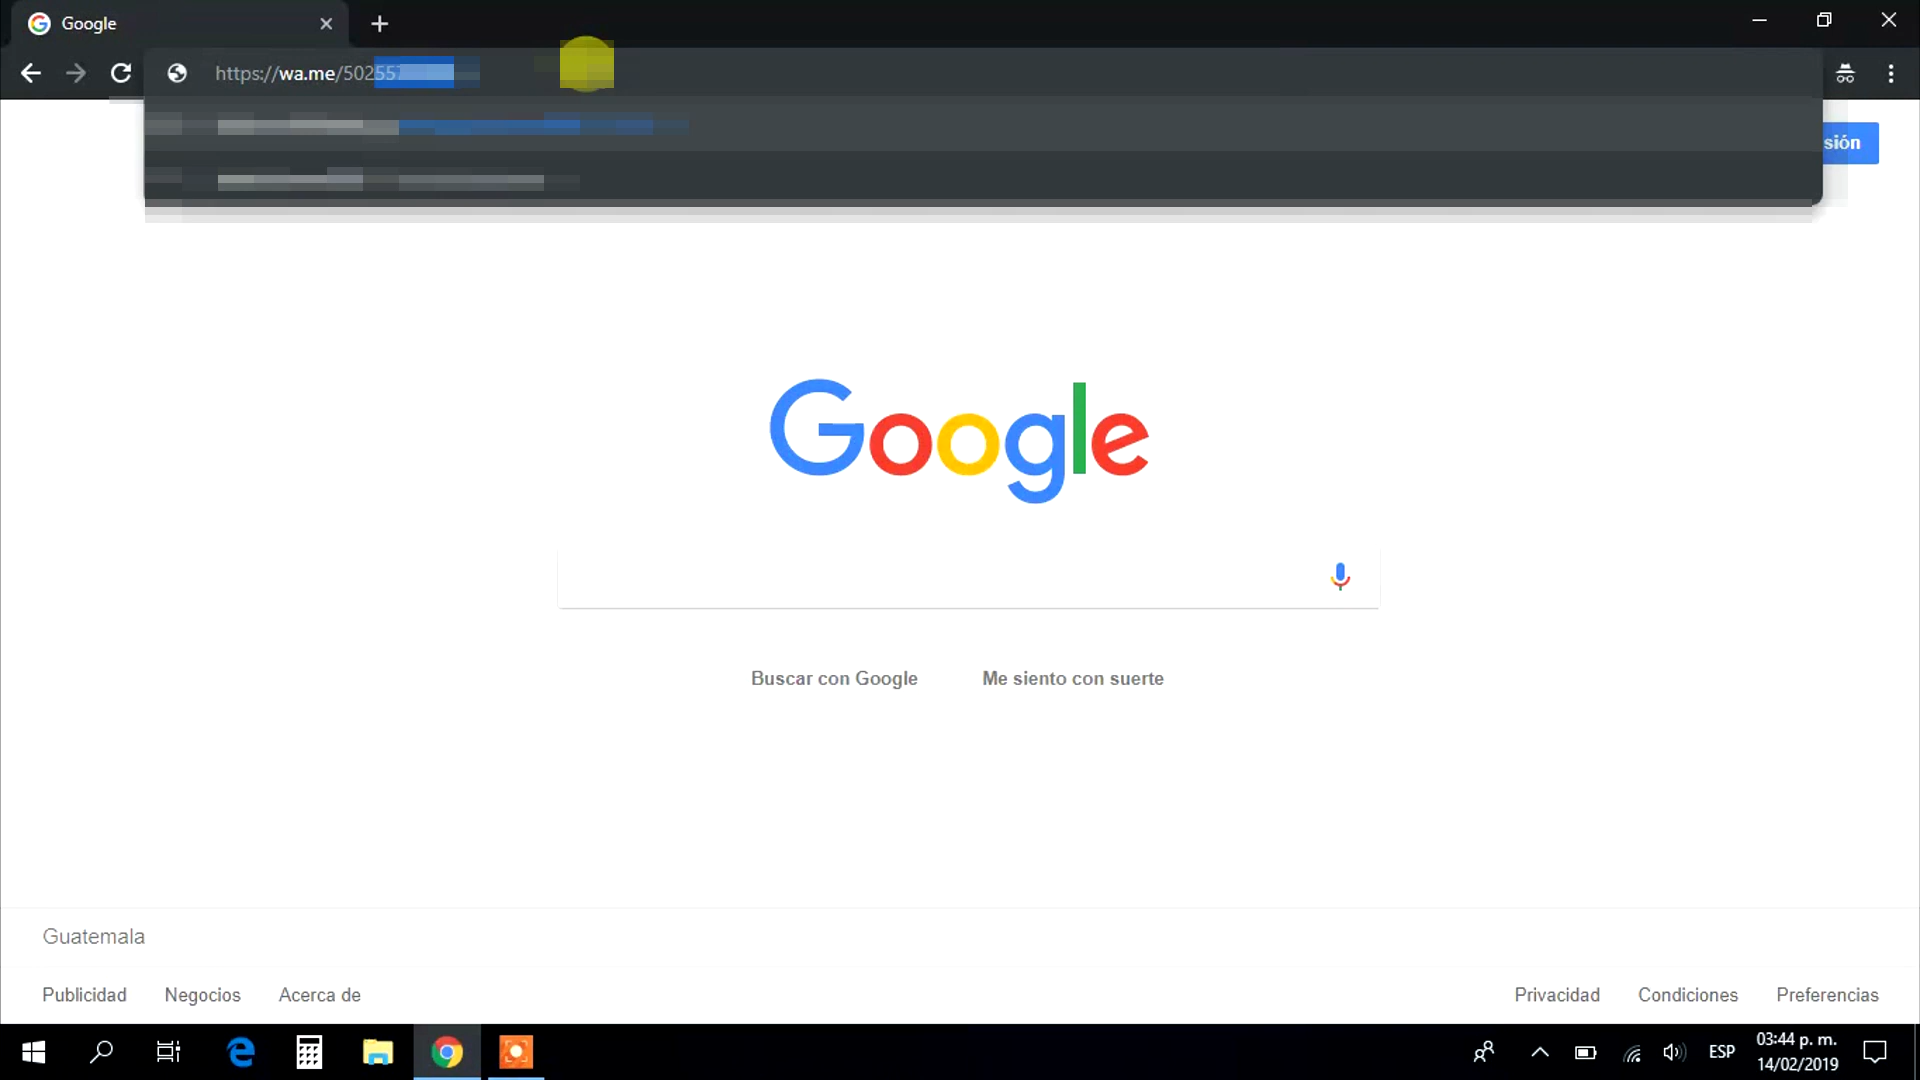 Google
https://wa.me/50255
sión
Google
Buscar con Google
Me siento con suerte
Guatemala
Publicidad Negocios Acerca de
Privacidad Condiciones Preferencias
ESP
03:44 p. m.
14/02/2019